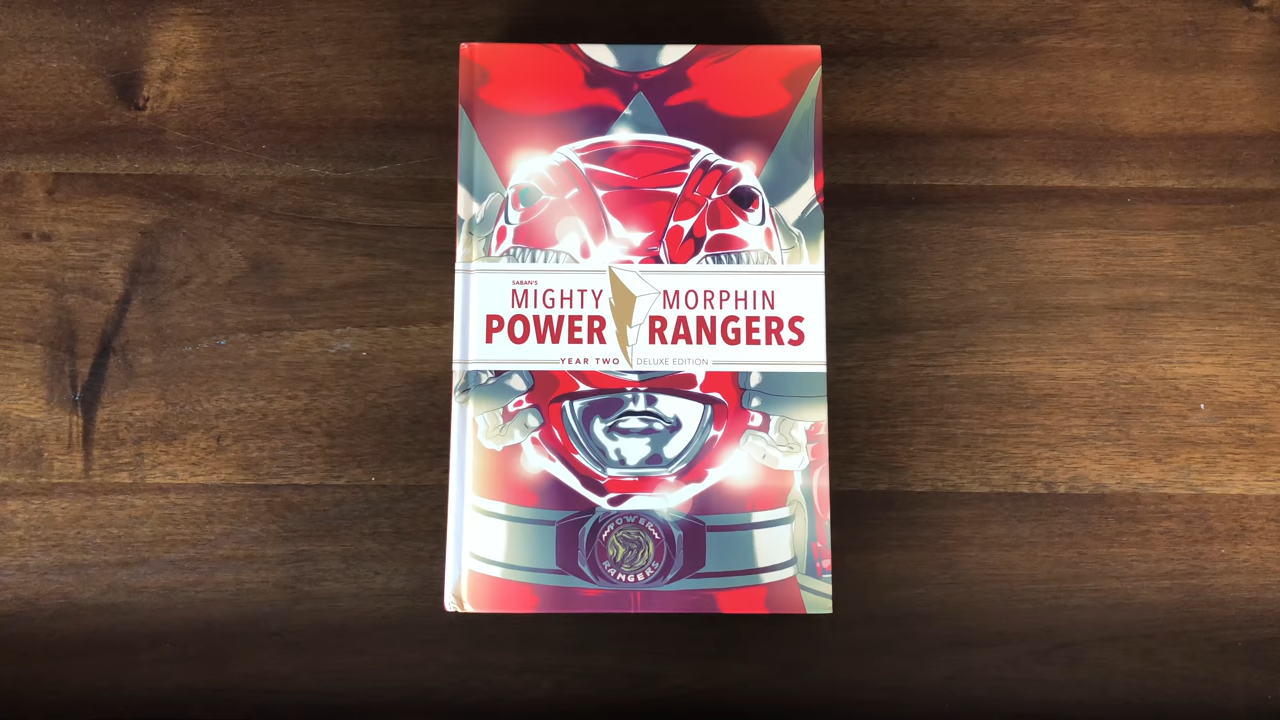 SABAN'S
MIGHTY MORPHIN
POWER RANGERS
YEAR TWO DELUXE EDITION
POWER
RANGERS